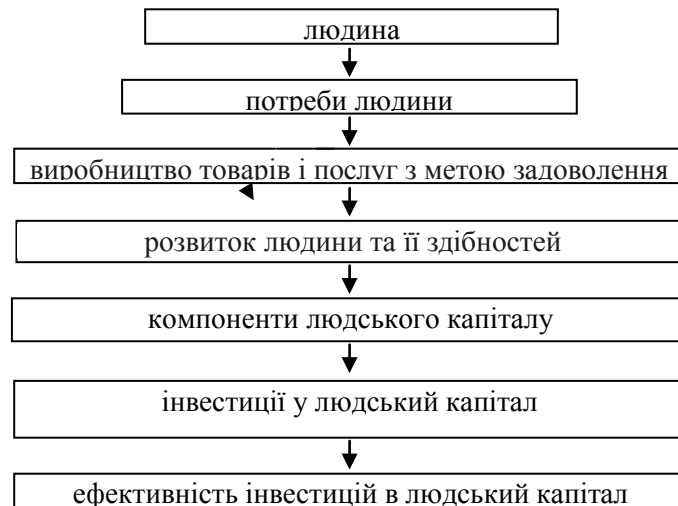 людина
потреби людини
виробництво товарів і послуг з метою задоволення
розвиток людини та її здібностей
компоненти людського капіталу
інвестиції у людський капітал
ефективність інвестицій в людський капітал